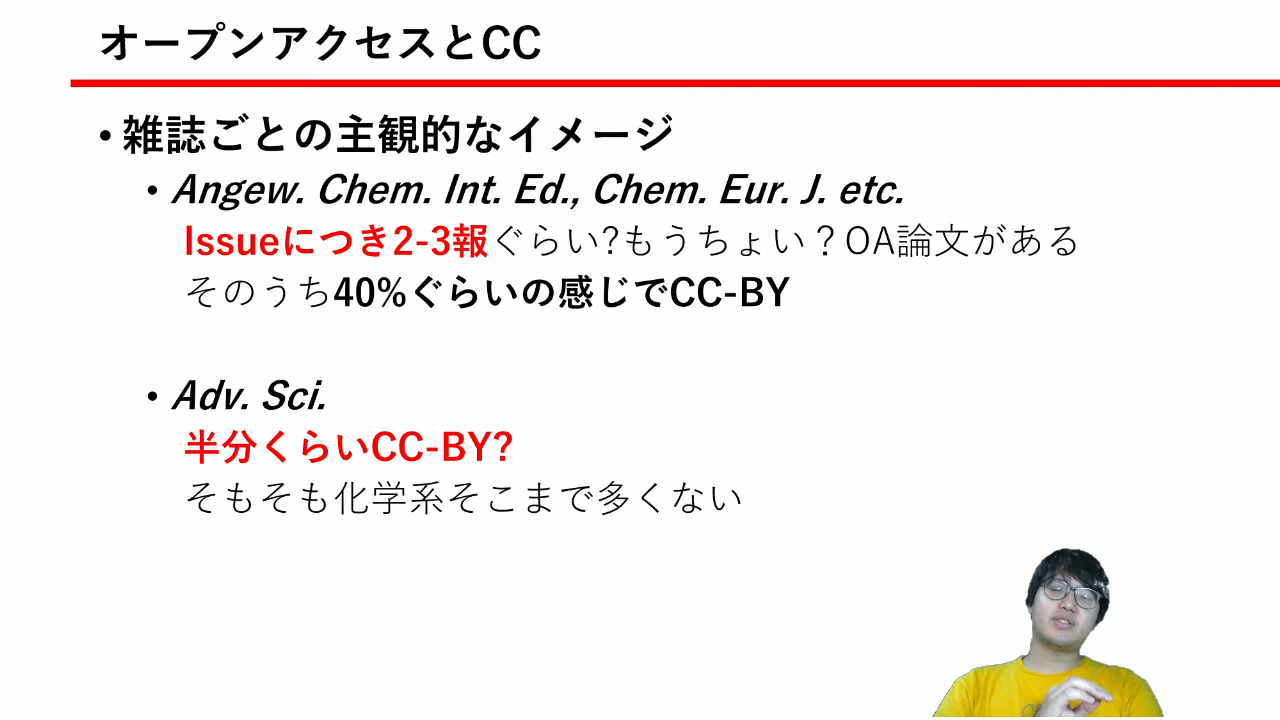 オープンアクセスとCC
• 雑誌ごとの主観的なイメージ
• Angew. Chem. Int. Ed., Chem. Eur. J. etc.
Issueにつき2-3報ぐらい?もうちょい？OA論文がある
そのうち40%ぐらいの感じでCC-BY
• Adv. Sci.
半分くらいCC-BY?
そもそも化学系そこまで多くない